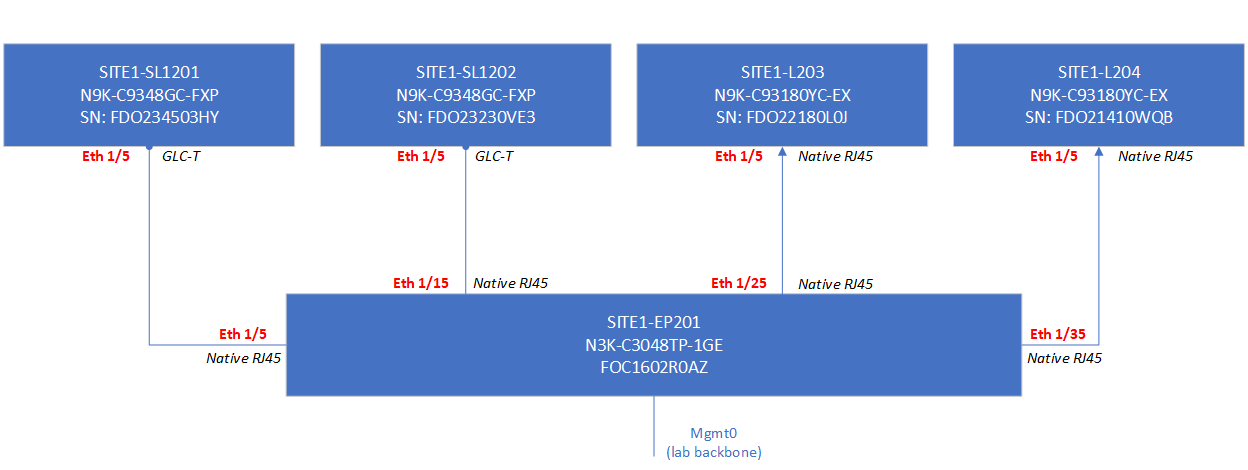 SITE1-SL1201
N9K-C9348GC-FXP
SN: FDO234503HY
SITE1-SL1202
N9K-C9348GC-FXP
SN: FDO23230VE3
SITE1-L203
N9K-C93180YC-EX
SN: FDO22180L0J
SITE1-L204
N9K-C93180YC-EX
SN: FDO21410WQB
Eth 1/5
GLC-T
Eth 1/5
GLC-T
Eth 1/5
Native RJ45
Eth 1/5
Native RJ45
Eth 1/15
Native RJ45
Eth 1/25
Native RJ45
Eth 1/5
Native RJ45
SITE1-EP201
N3K-C3048TP-1GE
FOC1602R0AZ
Eth 1/35
Native RJ45
Mgmt0
(lab backbone)